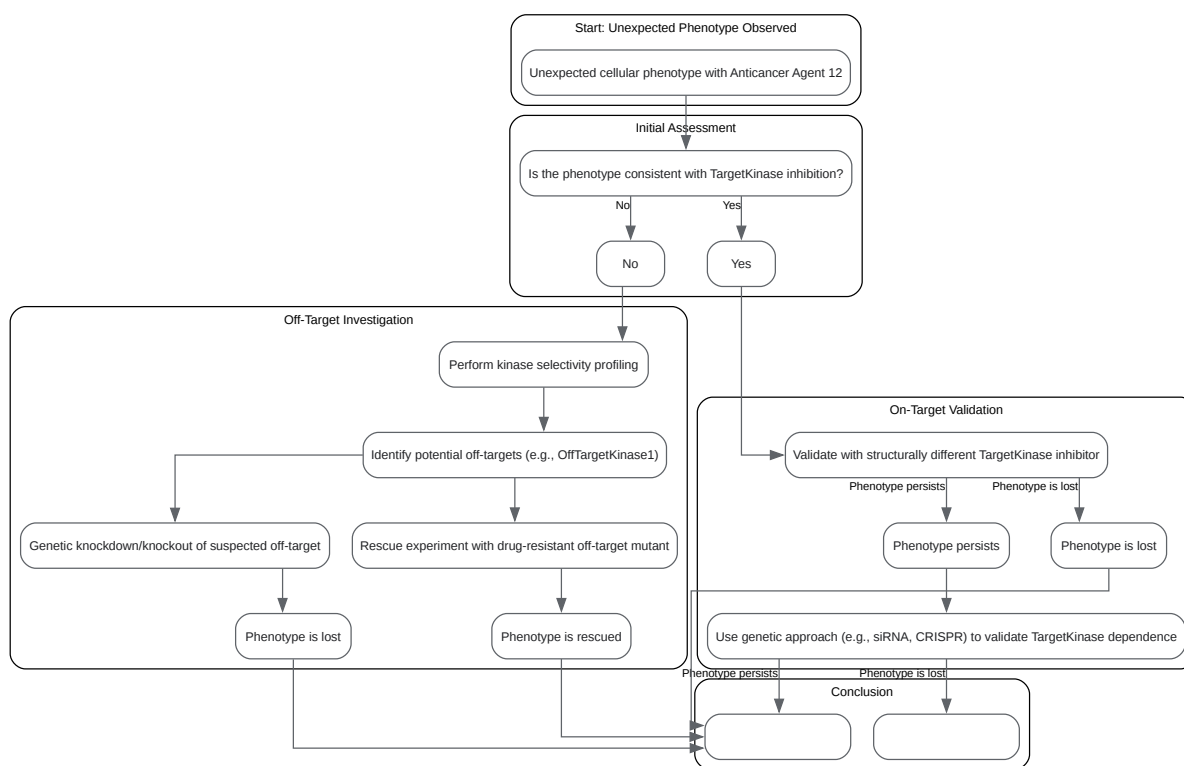 Start: Unexpected Phenotype Observed
Unexpected cellular phenotype with Anticancer Agent 12
Initial Assessment
Is the phenotype consistent with TargetKinase inhibition?
No
Yes
No
Yes
Off-Target Investigation
Perform kinase selectivity profiling
On-Target Validation
Identify potential off-targets (e.g., OffTargetKinase1)
Validate with structurally different TargetKinase inhibitor
Phenotype persists
Phenotype is lost
Genetic knockdown/knockout of suspected off-target
Rescue experiment with drug-resistant off-target mutant
Phenotype persists
Phenotype is lost
Phenotype is lost
Phenotype is rescued
Use genetic approach (e.g., siRNA, CRISPR) to validate TargetKinase dependence
Phenotype persists
Phenotype is lost
Conclusion